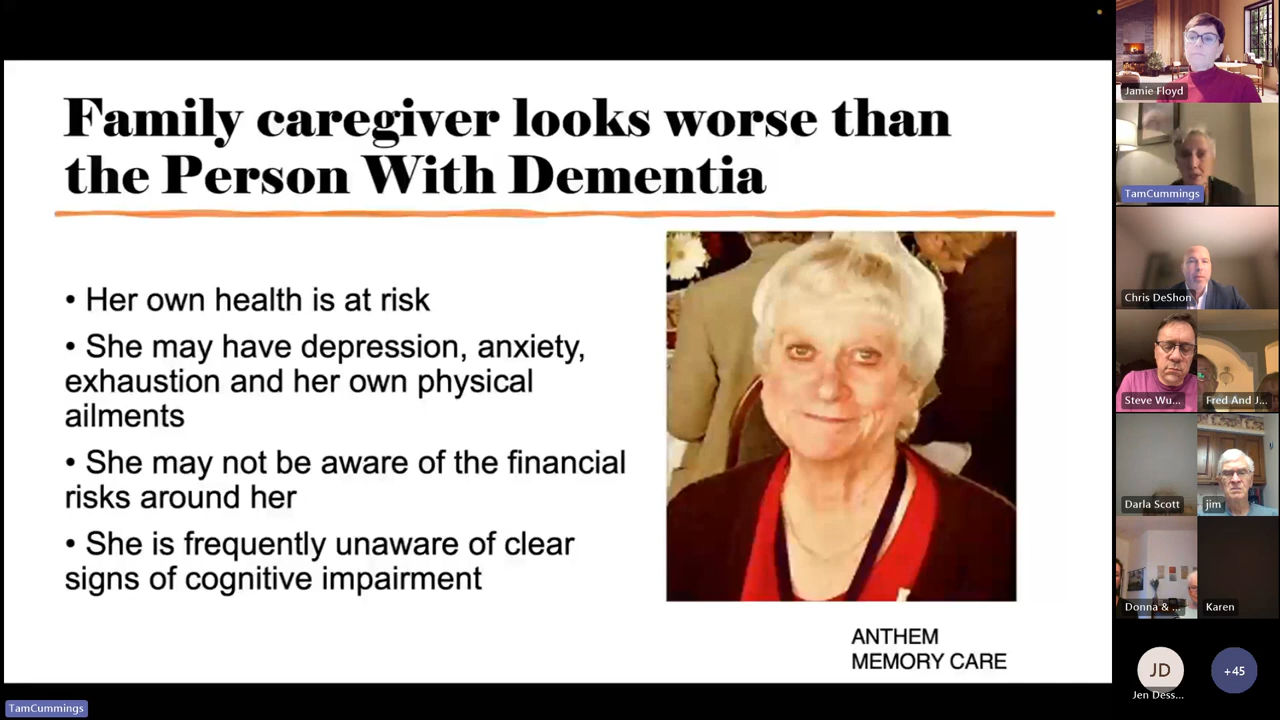 Family caregiver looks worse than
the Person With Dementia
• Her own health is at risk
• She may have depression, anxiety,
exhaustion and her own physical
ailments
• She may not be aware of the financial
risks around her
• She is frequently unaware of clear
signs of cognitive impairment
ANTHEM
MEMORY CARE
TamCummings
Jamie Floyd
TamCummings
Chris DeShon
Steve Wu...
Fred And J...
Darla Scott
jim
Donna & ...
Karen
JD
Jen Dess...
+45